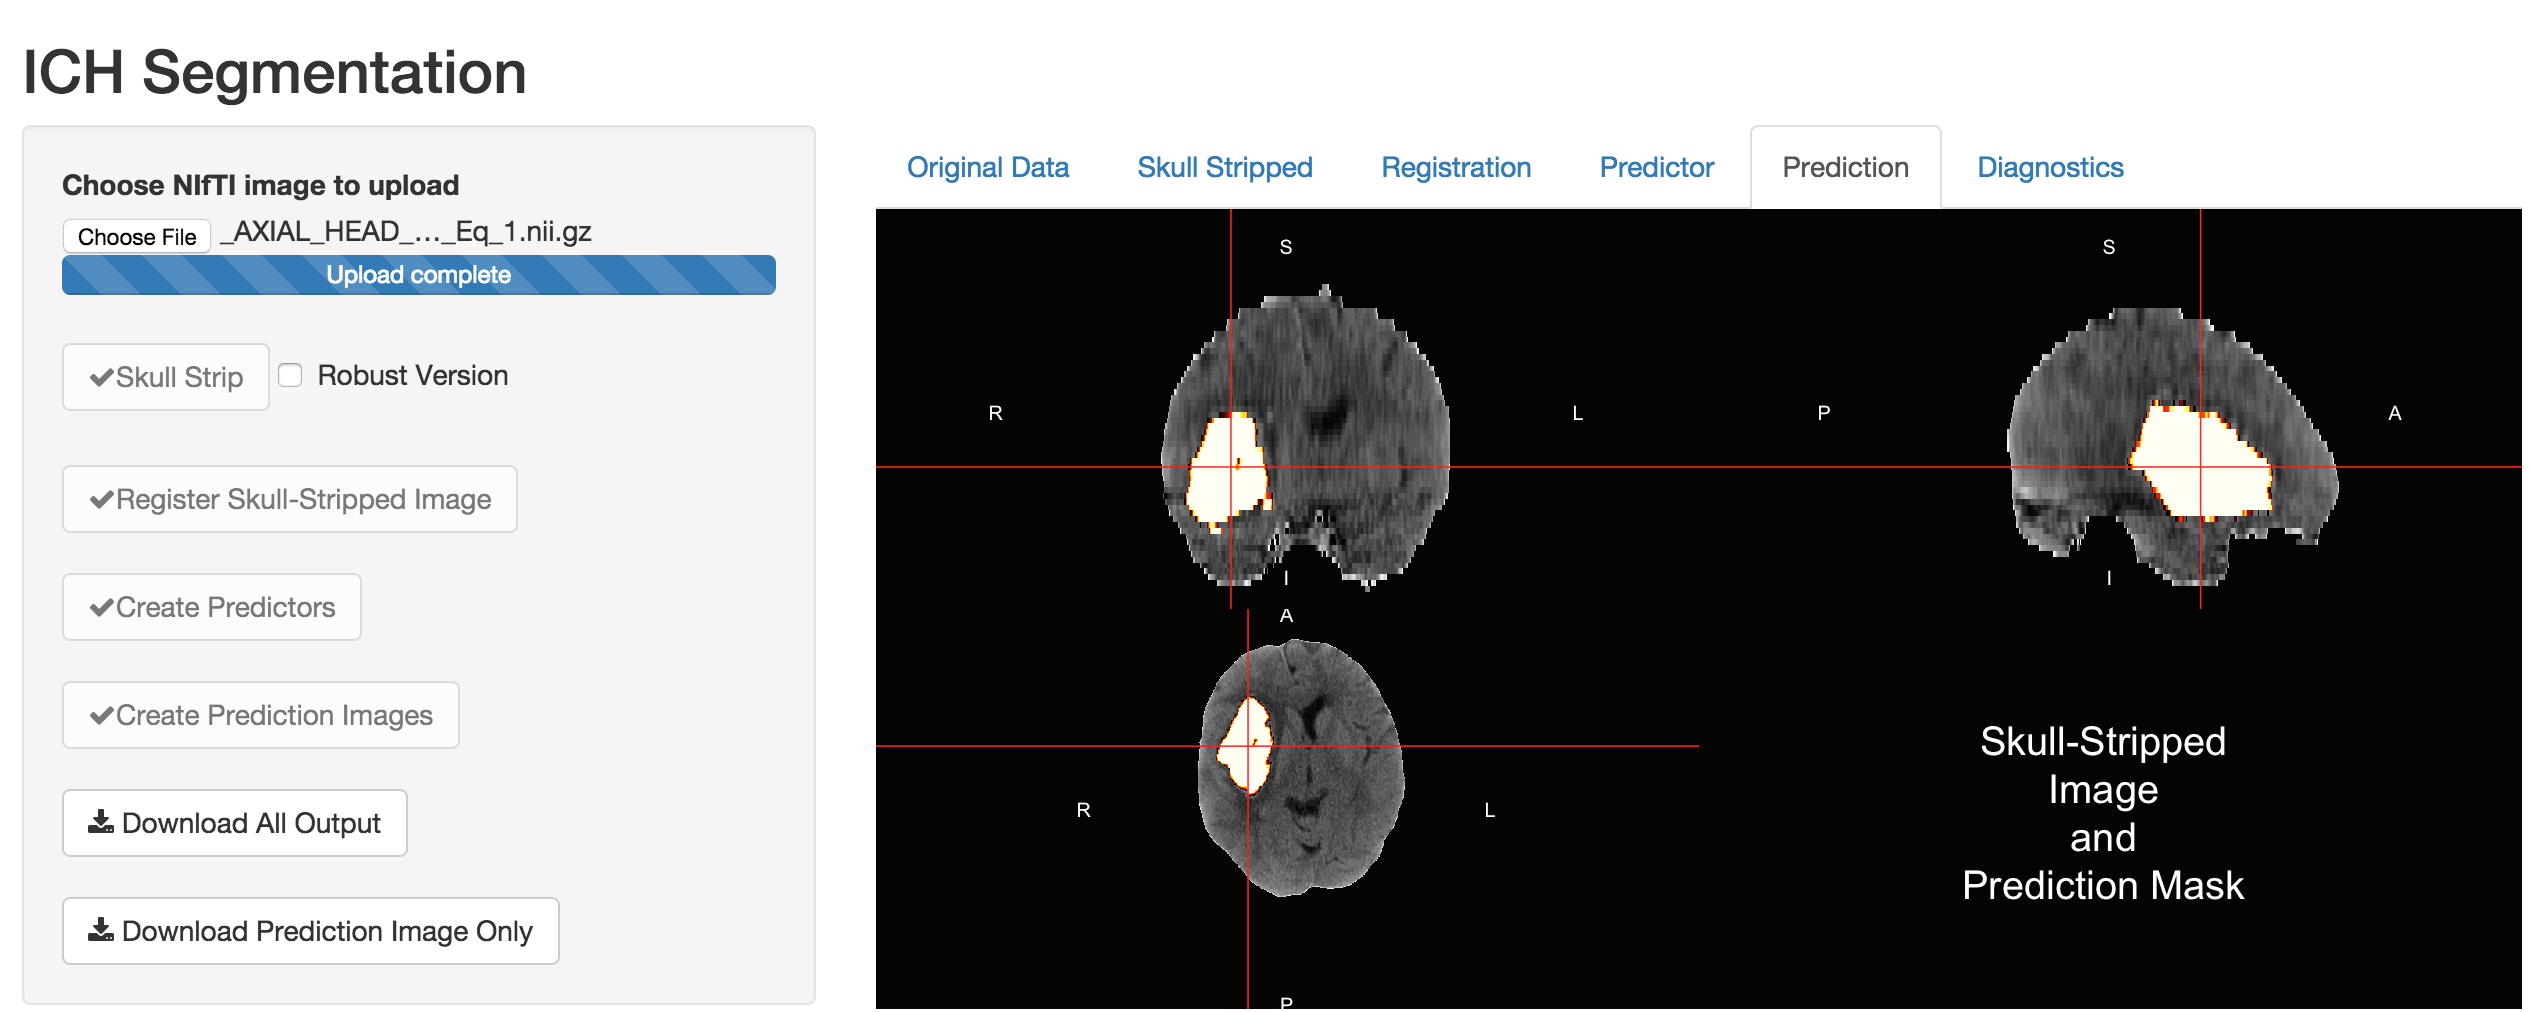 ICH Segmentation
Choose NIfTI image to upload
Choose File _AXIAL_HEAD_…_Eq_1.nii.gz
Upload complete
Skull Strip Robust Version
Register Skull-Stripped Image
Create Predictors
Create Prediction Images
Download All Output
Download Prediction Image Only
Original Data Skull Stripped Registration Predictor Prediction Diagnostics
S S
R L P A
I I
A
R L
P
Skull-Stripped
Image
and
Prediction Mask